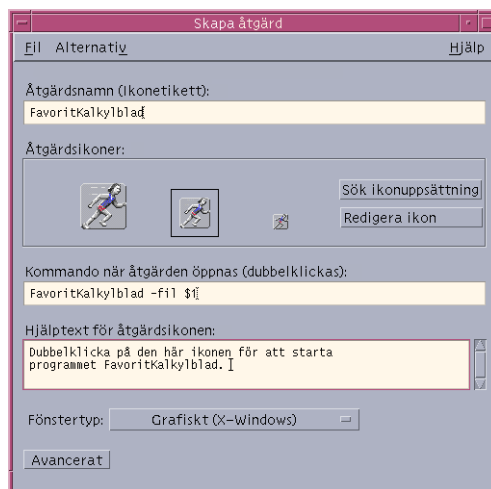 Skapa åtgärd
Fil Alternativ Hjälp
Åtgärdsnamn (Ikonetikett):
FavoritKalkylblad
Åtgärdsikoner:
Sök ikonuppsättning
Redigera ikon
Kommando när åtgärden öppnas (dubbelklickas):
FavoritKalkylblad -fil $1
Hjälptext för åtgärdsikonen:
Dubbelklicka på den här ikonen för att starta
programmet FavoritKalkylblad.
Fönstertyp: Grafiskt (X-Windows)
Avancerat